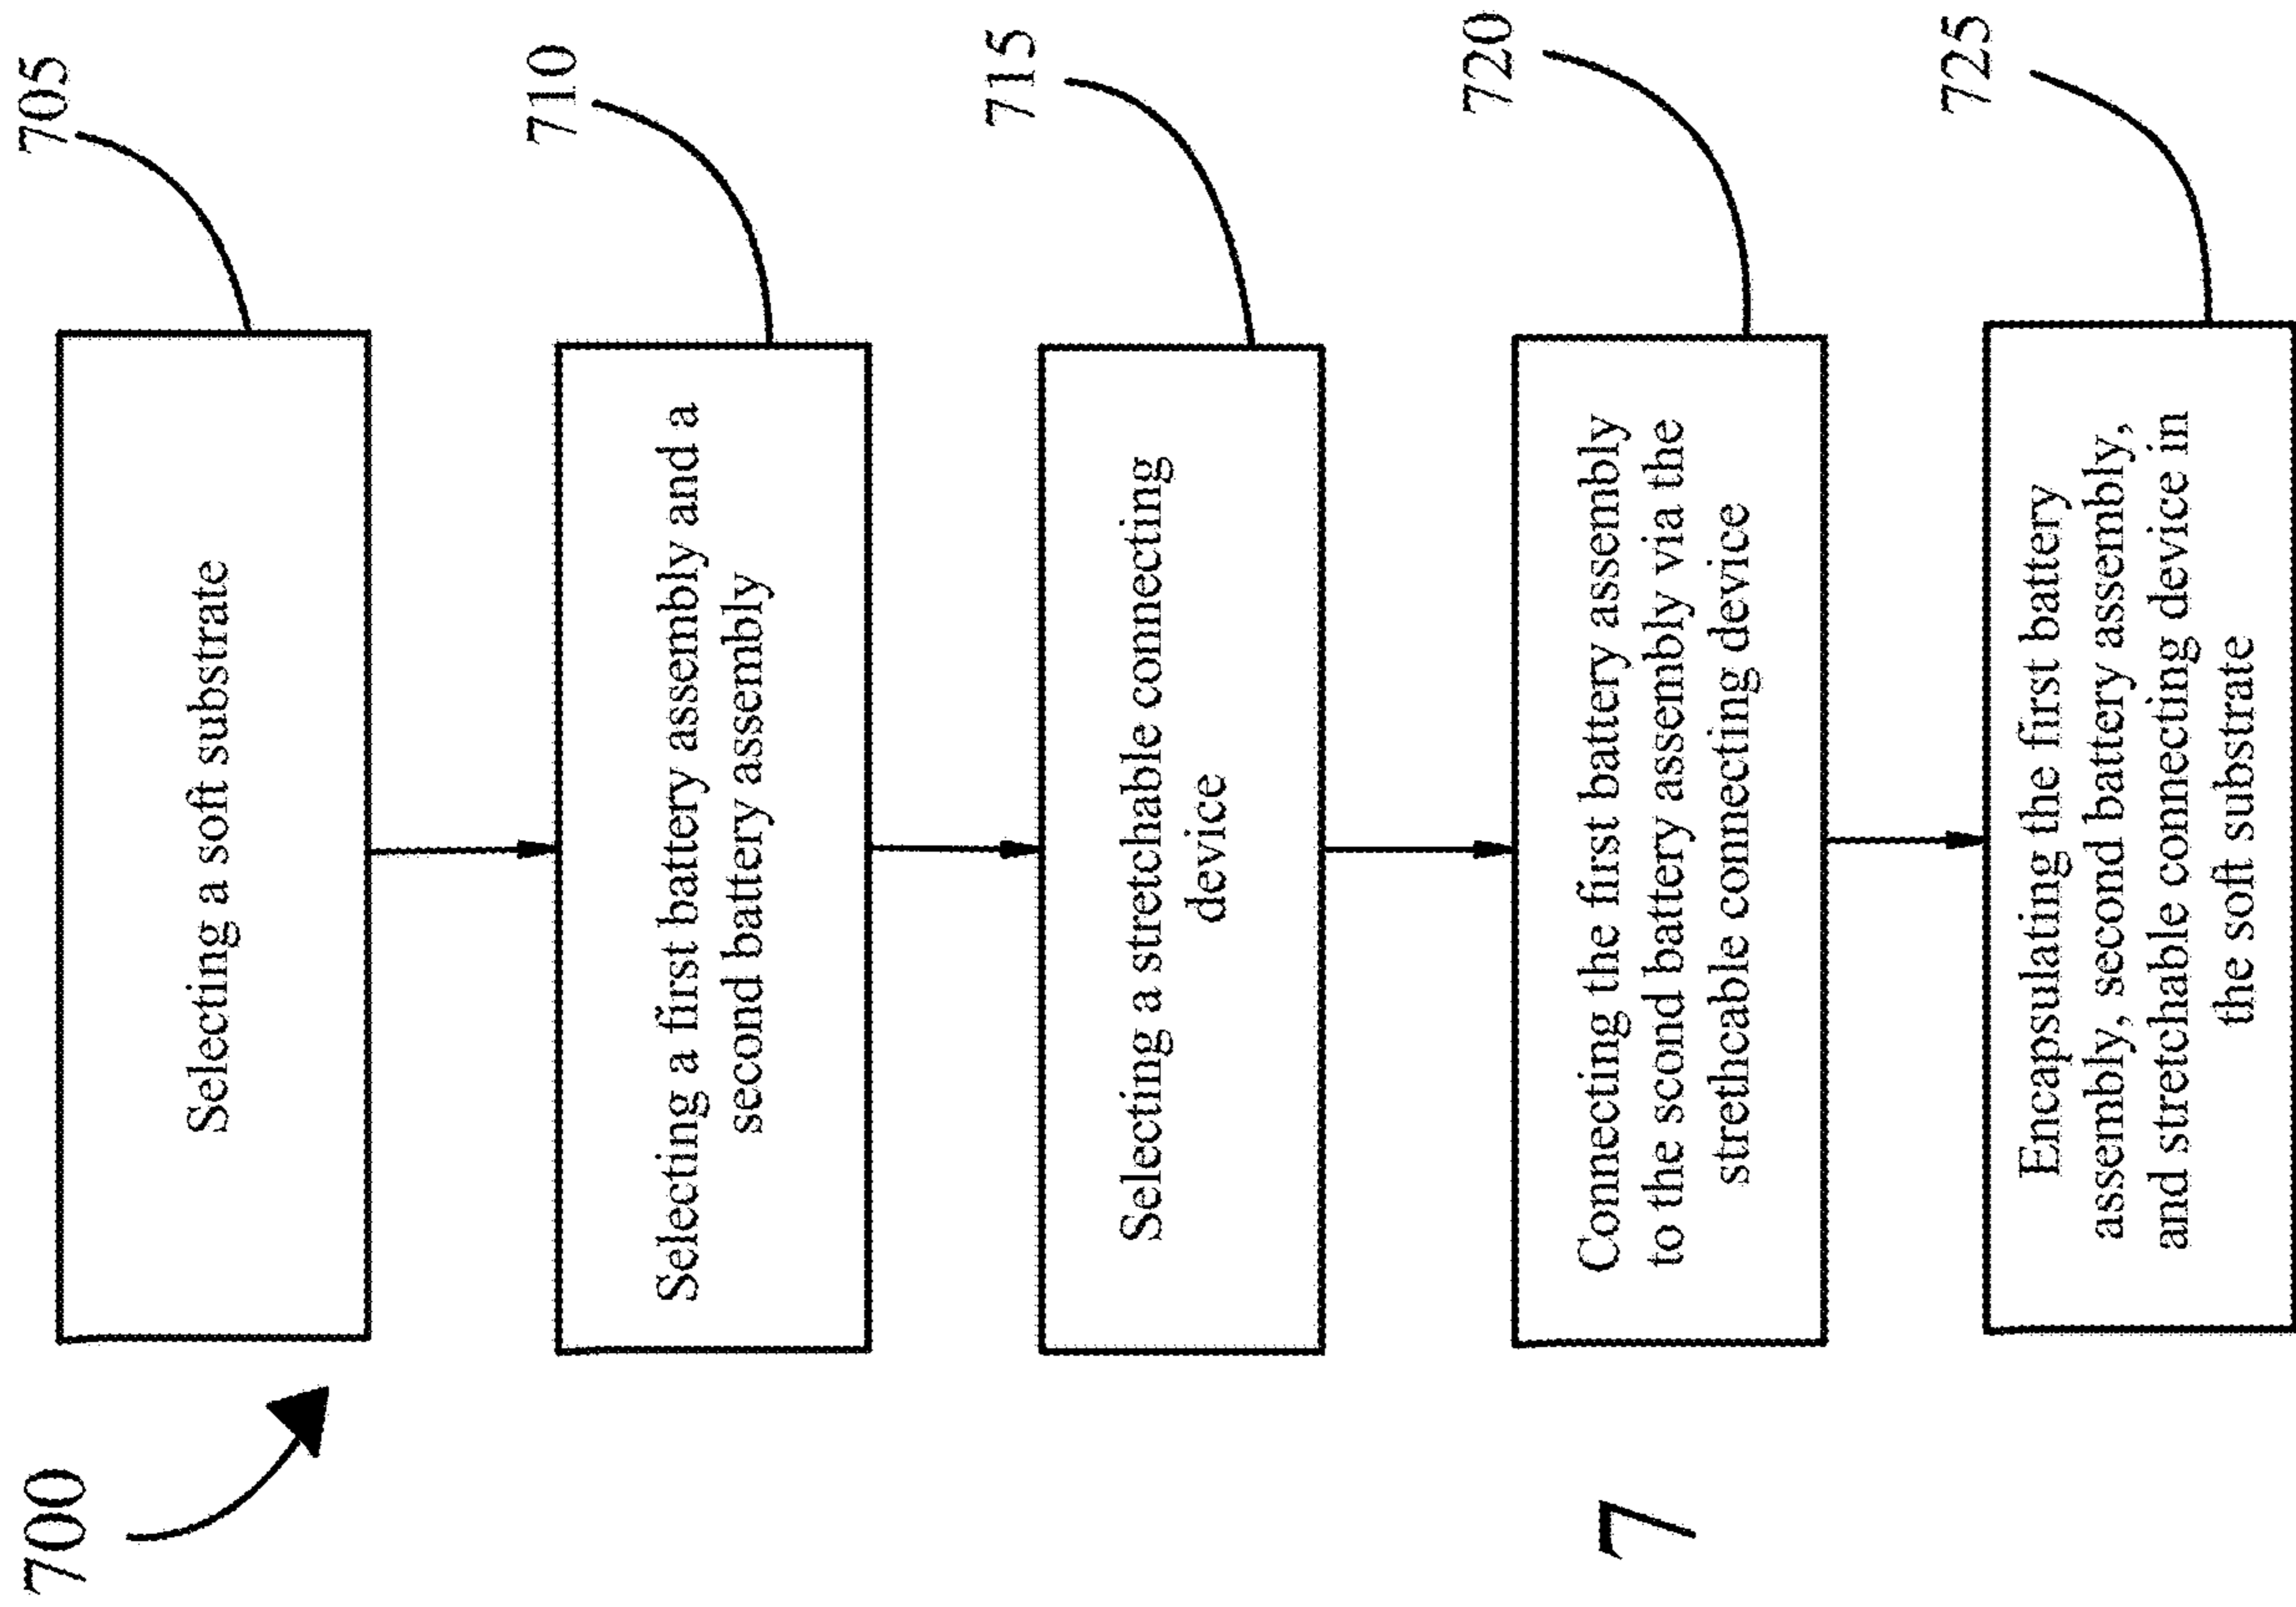 700
705
Selecting a soft substrate
710
Selecting a first battery assembly and a
second battery assembly
715
Selecting a stretchable connecting
device
720
Connecting the first battery assembly
to the second battery assembly via the
strethcable connecting device
725
Encapsulating the first battery
assembly, second battery assembly,
and stretchable connecting device in
the soft substrate
7